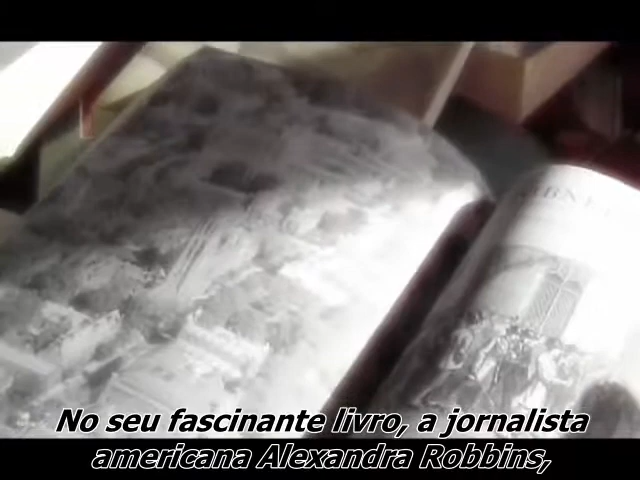 No seu fascinante livro, a jornalista
americana Alexandra Robbins,